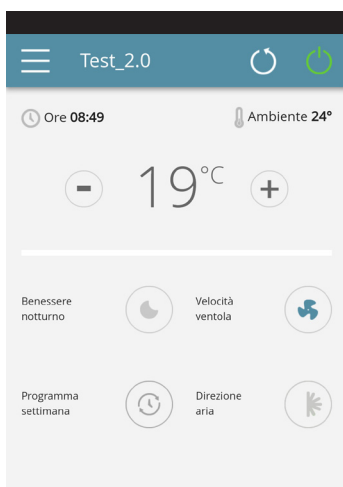 Test_2.0
Ore 08:49
Ambiente 24°
- 19°C +
Benessere
notturno
Velocità
ventola
Programma
settimana
Direzione
aria